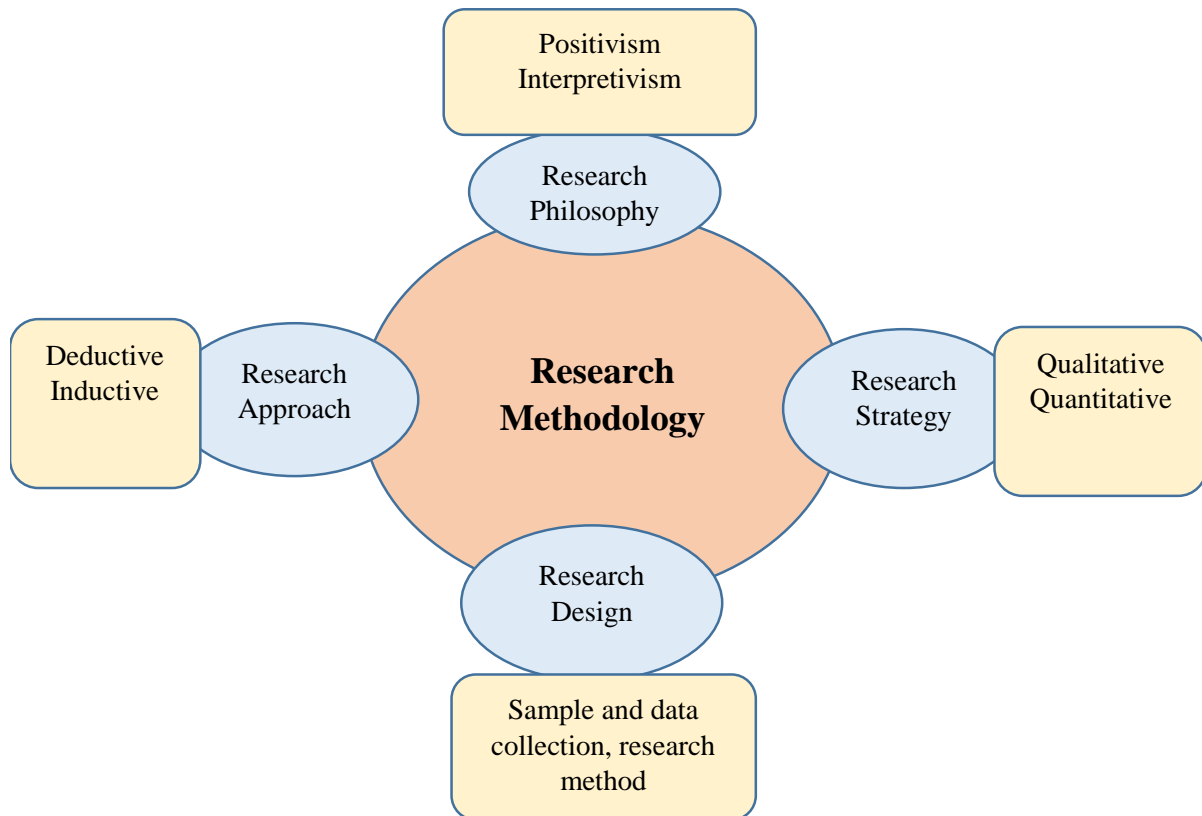 Positivism
Interpretivism
Research
Philosophy
Deductive
Inductive
Research
Approach
Research
Methodology
Research
Strategy
Qualitative
Quantitative
Research
Design
Sample and data
collection, research
method